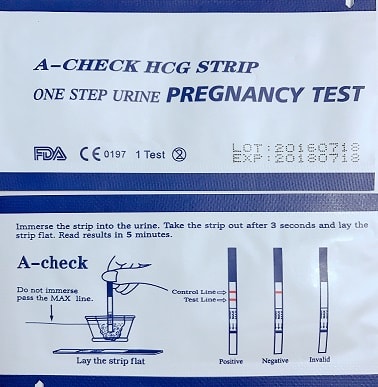 A-CHECK HCG STRIP
ONE STEP URINE PREGNANCY TEST
FDA CE 0197 1 Test 2
LOT:20160718
EXP:20180718
Immerse the strip into the urine. Take the strip out after 3 seconds and lay the
strip flat. Read results in 5 minutes.
A-check
Do not immerse
pass the MAX line.
Control Line
Test Line
Lay the strip flat
Positive Negative Invalid